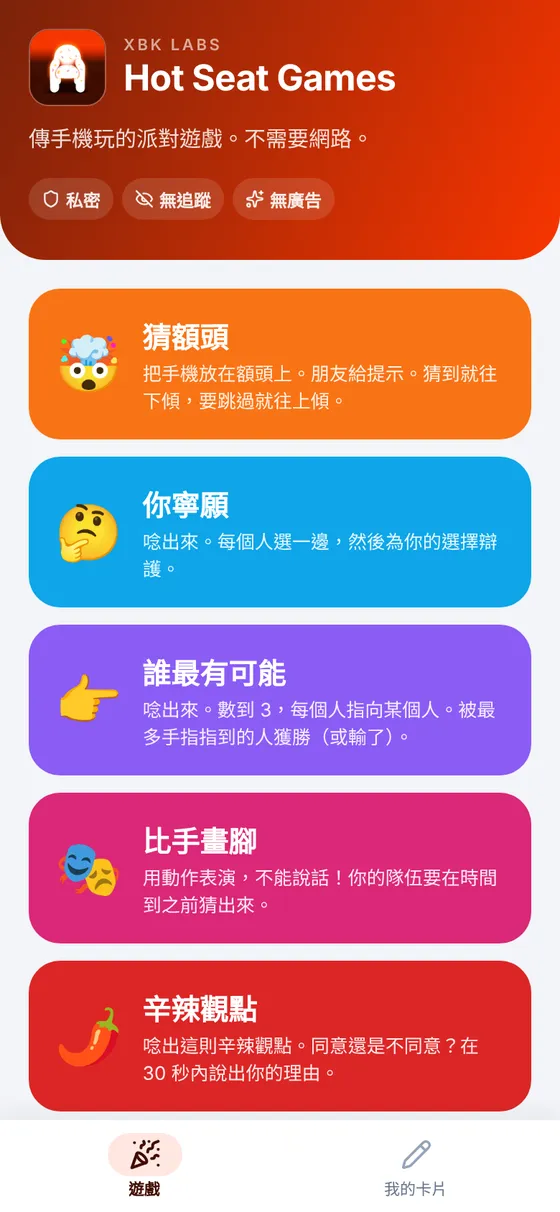 XBK LABS
Hot Seat Games
傳手機玩的派對遊戲。不需要網路。
私密
無追蹤
無廣告
猜額頭
把手機放在額頭上。朋友給提示。猜到就往
下傾，要跳過就往上傾。
你寧願
唸出來。每個人選一邊，然後為你的選擇辯
護。
誰最有可能
唸出來。數到 3，每個人指向某個人。被最
多手指指到的人獲勝（或輸了）。
比手畫腳
用動作表演，不能說話！你的隊伍要在時間
到之前猜出來。
辛辣觀點
唸出這則辛辣觀點。同意還是不同意？在
30 秒內說出你的理由。
遊戲
我的卡片